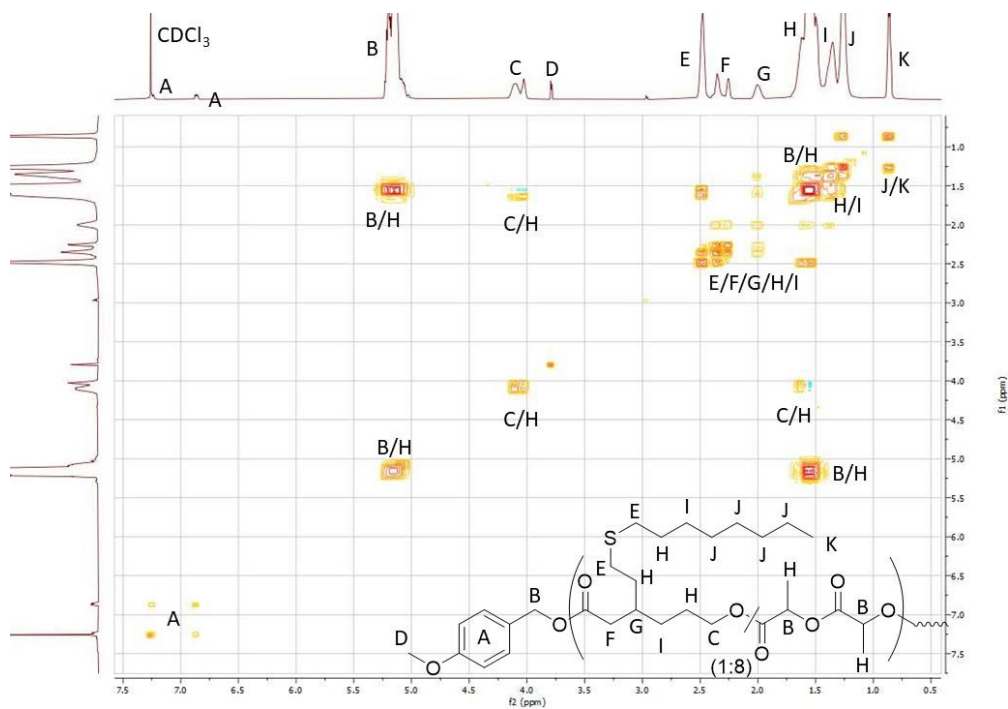 CDCl3
A
A
B
C
D
E
F
G
H
I
J
K
1.0
1.5
2.0
2.5
3.0
3.5
4.0
4.5
5.0
5.5
6.0
6.5
7.0
7.5
f1 (ppm)
B/H
B/H
J/K
H/I
C/H
E/F/G/H/I
C/H
C/H
B/H
B/H
A
E I J J
S H J J K
E H
B O H H O B
O G O O O
D A F I C B H
O O
(1:8)
7.5 7.0 6.5 6.0 5.5 5.0 4.5 4.0 3.5 3.0 2.5 2.0 1.5 1.0 0.5
f2 (ppm)